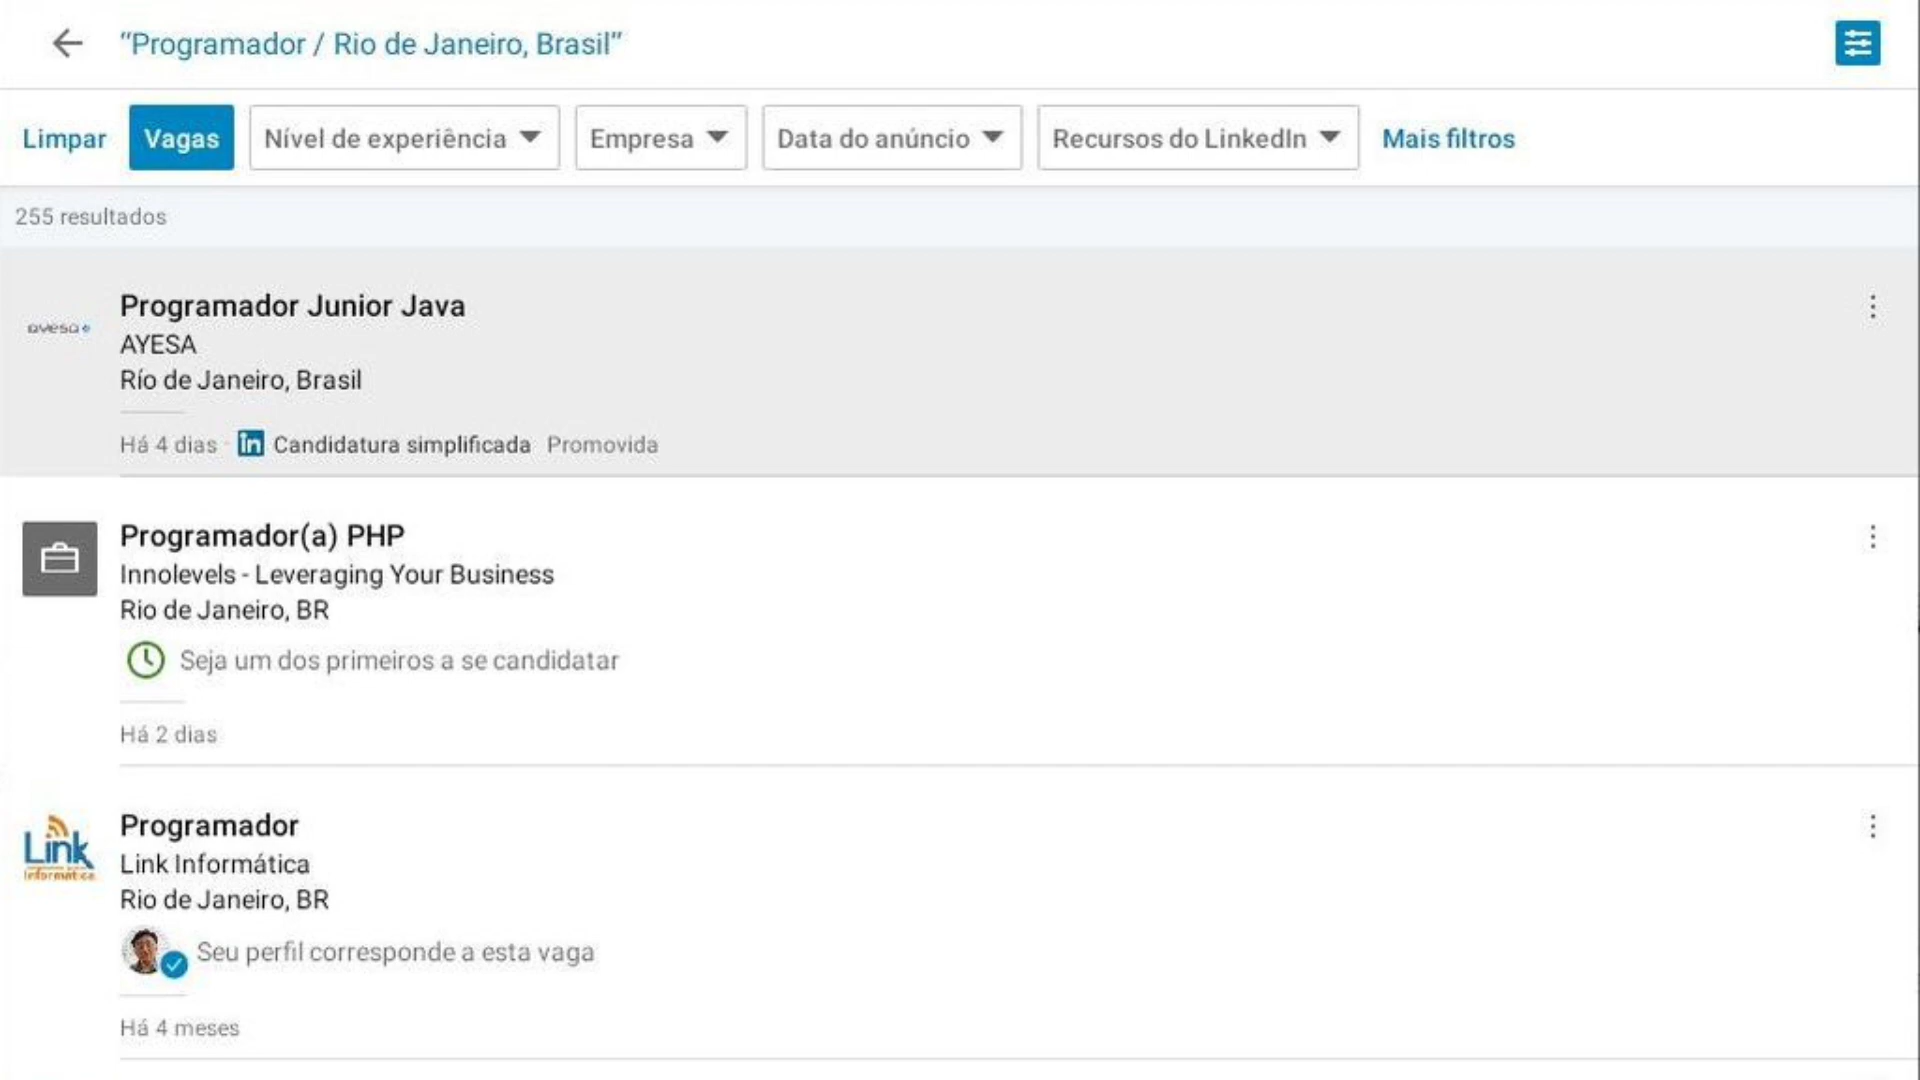 “Programador / Rio de Janeiro, Brasil”
Limpar Vagas Nível de experiência Empresa Data do anúncio Recursos do LinkedIn Mais filtros
255 resultados
ayesa
Programador Junior Java
AYESA
Río de Janeiro, Brasil
Há 4 dias · in Candidatura simplificada Promovida
Programador(a) PHP
Innolevels - Leveraging Your Business
Rio de Janeiro, BR
Seja um dos primeiros a se candidatar
Há 2 dias
Link
Informática
Programador
Link Informática
Rio de Janeiro, BR
Seu perfil corresponde a esta vaga
Há 4 meses